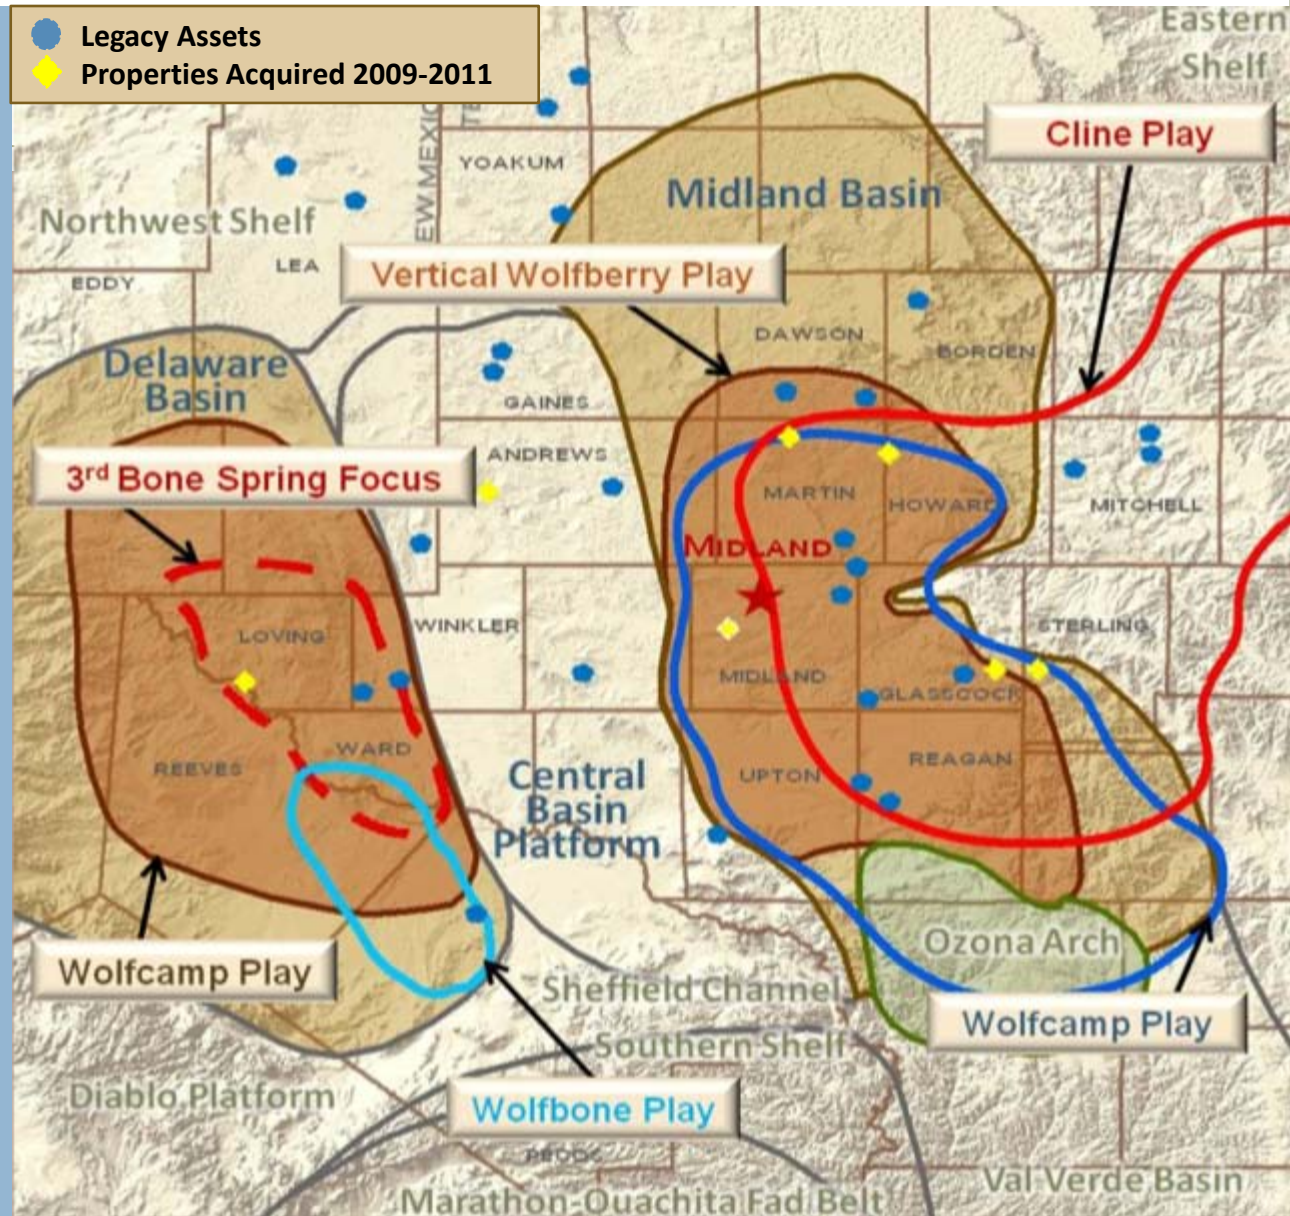 Legacy Assets
Properties Acquired 2009-2011
Eastern
Shelf
Cline Play
YOAKUM
Midland Basin
Northwest Shelf
LEA
EDDY
Vertical Wolfberry Play
DAWSON
BORDEN
Delaware
Basin
GAINES
ANDREWS
3rd Bone Spring Focus
MARTIN
HOWARD
MITCHELL
MIDLAND
WINKLER
STERLING
LOVING
MIDLAND
GLASSCOCK
WARD
REEVES
UPTON
REAGAN
Central
Basin
Platform
Ozona Arch
Wolfcamp Play
Sheffield Channel
Wolfcamp Play
Southern Shelf
Diablo Platform
Wolfbone Play
Val Verde Basin
Marathon-Ouachita Fad Belt